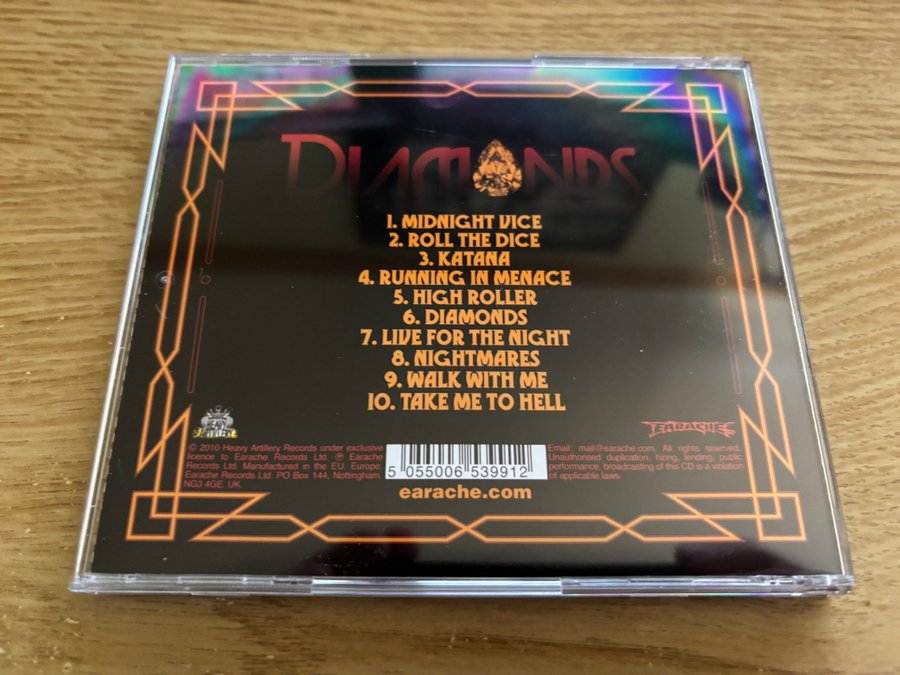 DIAMONDS
1. MIDNIGHT VICE
2. ROLL THE DICE
3. KATANA
4. RUNNING IN MENACE
5. HIGH ROLLER
6. DIAMONDS
7. LIVE FOR THE NIGHT
8. NIGHTMARES
9. WALK WITH ME
10. TAKE ME TO HELL
HEAVY
ARTILLERY
EARACHE
© 2010 Heavy Artillery Records under exclusive
licence to Earache Records Ltd. ℗ Earache
Records Ltd. Manufactured in the EU. Europe:
Earache Records Ltd. PO Box 144, Nottingham,
NG3 4GE. UK.
5 055006 539912
earache.com
Email: mail@earache.com. All rights reserved.
Unauthorised duplication, hiring, lending, public
performance, broadcasting of this CD is a violation
of applicable laws.